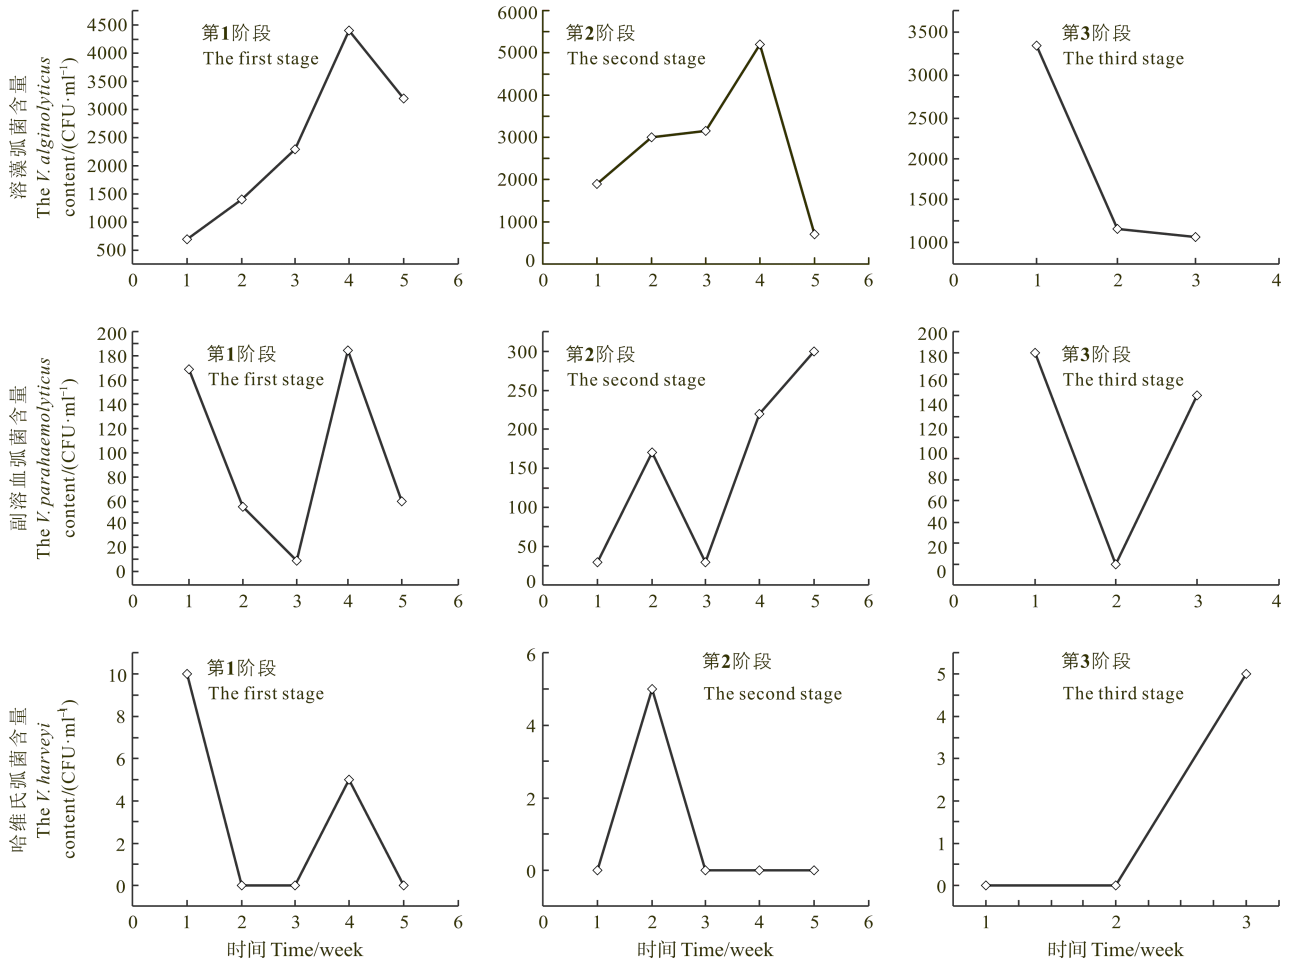 溶藻弧菌含量
The V. alginolyticus
content/(CFU·ml⁻¹)
4500
4000
3500
3000
2500
2000
1500
1000
500
第1阶段
The first stage
0 1 2 3 4 5 6
6000
5000
4000
3000
2000
1000
0
第2阶段
The second stage
0 1 2 3 4 5 6
3500
3000
3500
2000
1500
1000
第3阶段
The third stage
0 1 2 3 4
副溶血弧菌含量
The V. parahaemolyticus
content/(CFU·ml⁻¹)
200
180
160
140
120
100
80
60
40
20
0
第1阶段
The first stage
0 1 2 3 4 5 6
300
250
200
150
100
50
0
第2阶段
The second stage
0 1 2 3 4 5 6
200
180
160
140
120
100
80
60
40
20
0
第3阶段
The third stage
0 1 2 3 4
哈维氏弧菌含量
The V. harveyi
content/(CFU·ml⁻¹)
10
8
6
4
2
0
第1阶段
The first stage
0 1 2 3 4 5 6
时间 Time/week
6
4
2
0
第2阶段
The second stage
0 1 2 3 4 5 6
时间 Time/week
5
4
3
2
1
0
第3阶段
The third stage
1 2 3
时间 Time/week